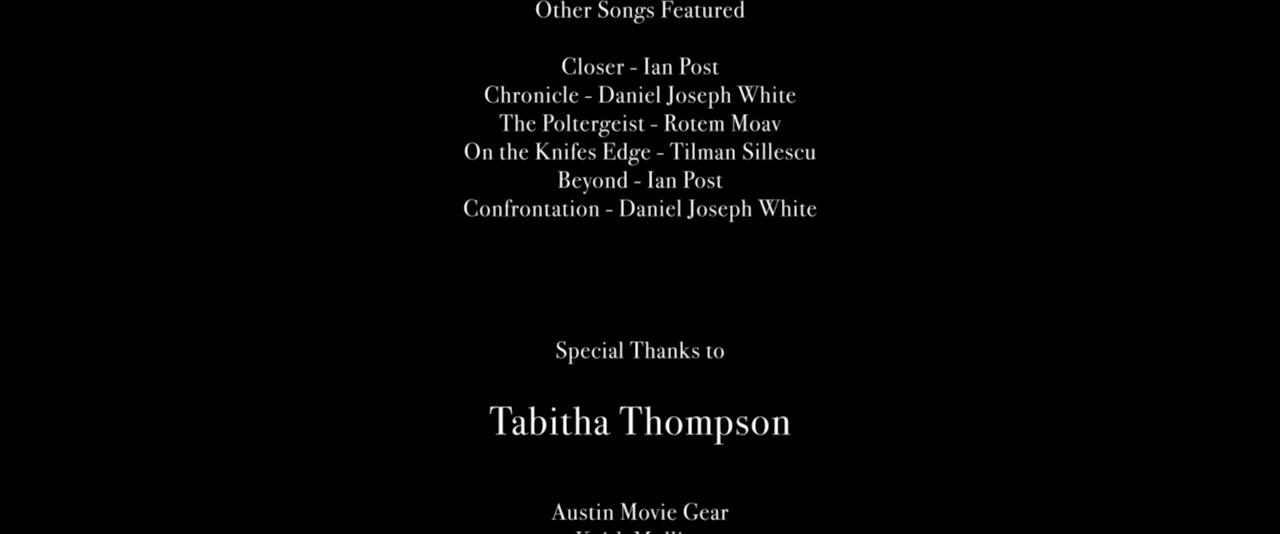 Other Songs Featured
Closer - Ian Post
Chronicle - Daniel Joseph White
The Poltergeist - Rotem Moav
On the Knifes Edge - Tilman Sillescu
Beyond - Ian Post
Confrontation - Daniel Joseph White
Special Thanks to
Tabitha Thompson
Austin Movie Gear